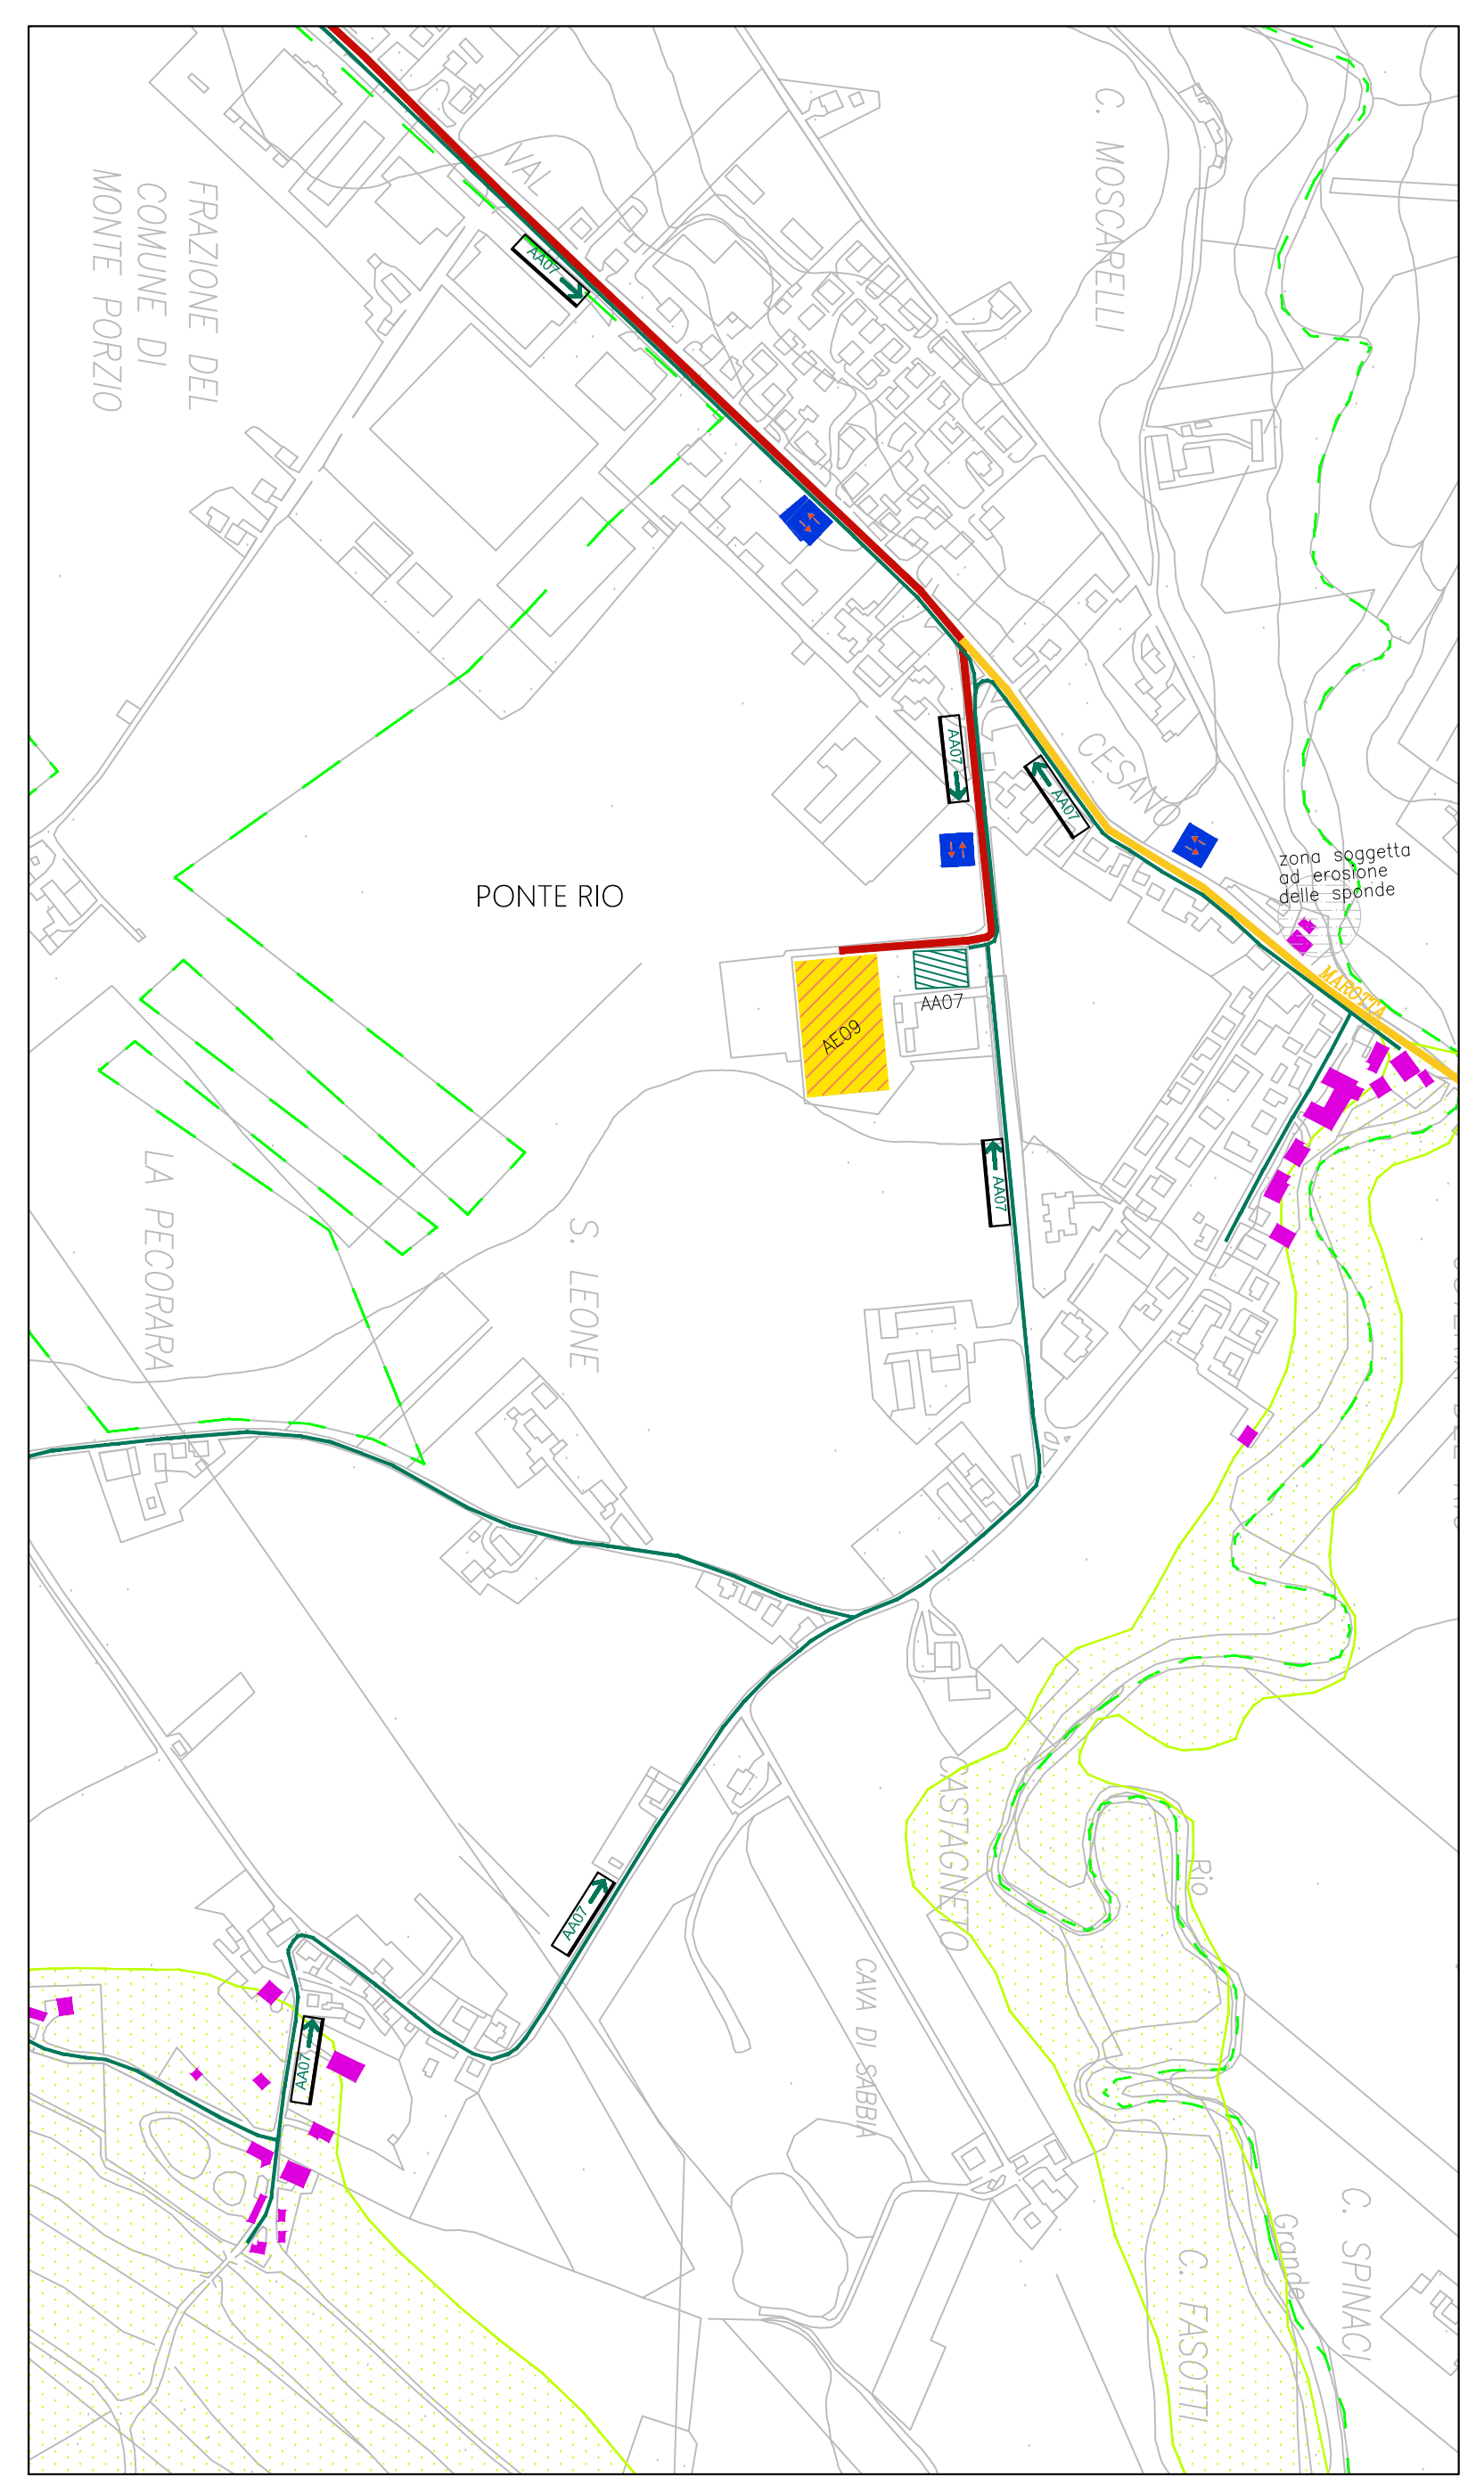 C. MOSCARELLI
VAL
FRAZIONE DEL
COMUNE DI
MONTE PORZIO
AA07
AA07
AA07
CESANO
zona soggetta
ad erosione
delle sponde
PONTE RIO
MAROTTA
AA07
AE09
AA07
LA PECORARA
S. LEONE
CASTAGNETO
Rio
AA07
CAVA DI SABBIA
AA07
C. SPINACI
Grande
C. FASOTI